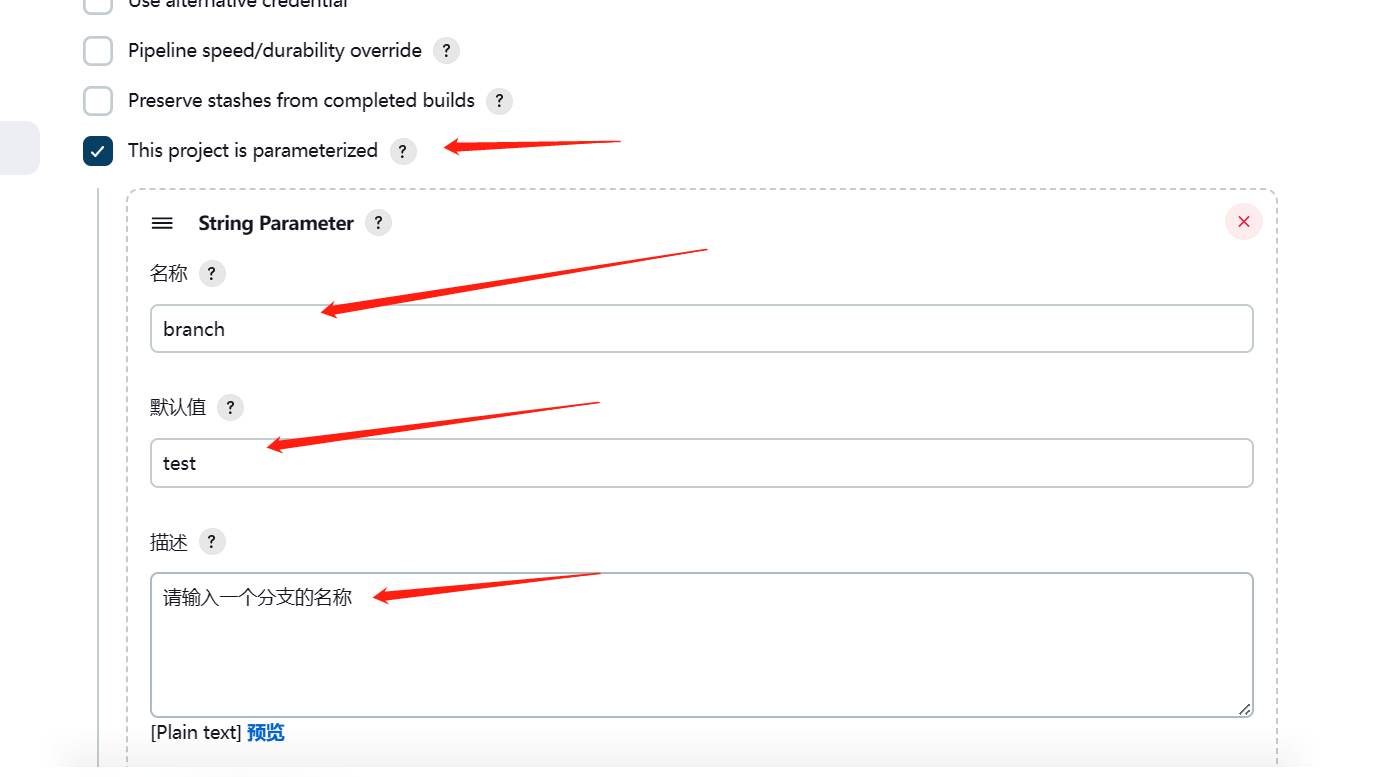 Use alternative credential
Pipeline speed/durability override ?
Preserve stashes from completed builds ?
This project is parameterized ?
String Parameter ?
名称 ?
branch
默认值 ?
test
描述 ?
请输入一个分支的名称
[Plain text] 预览